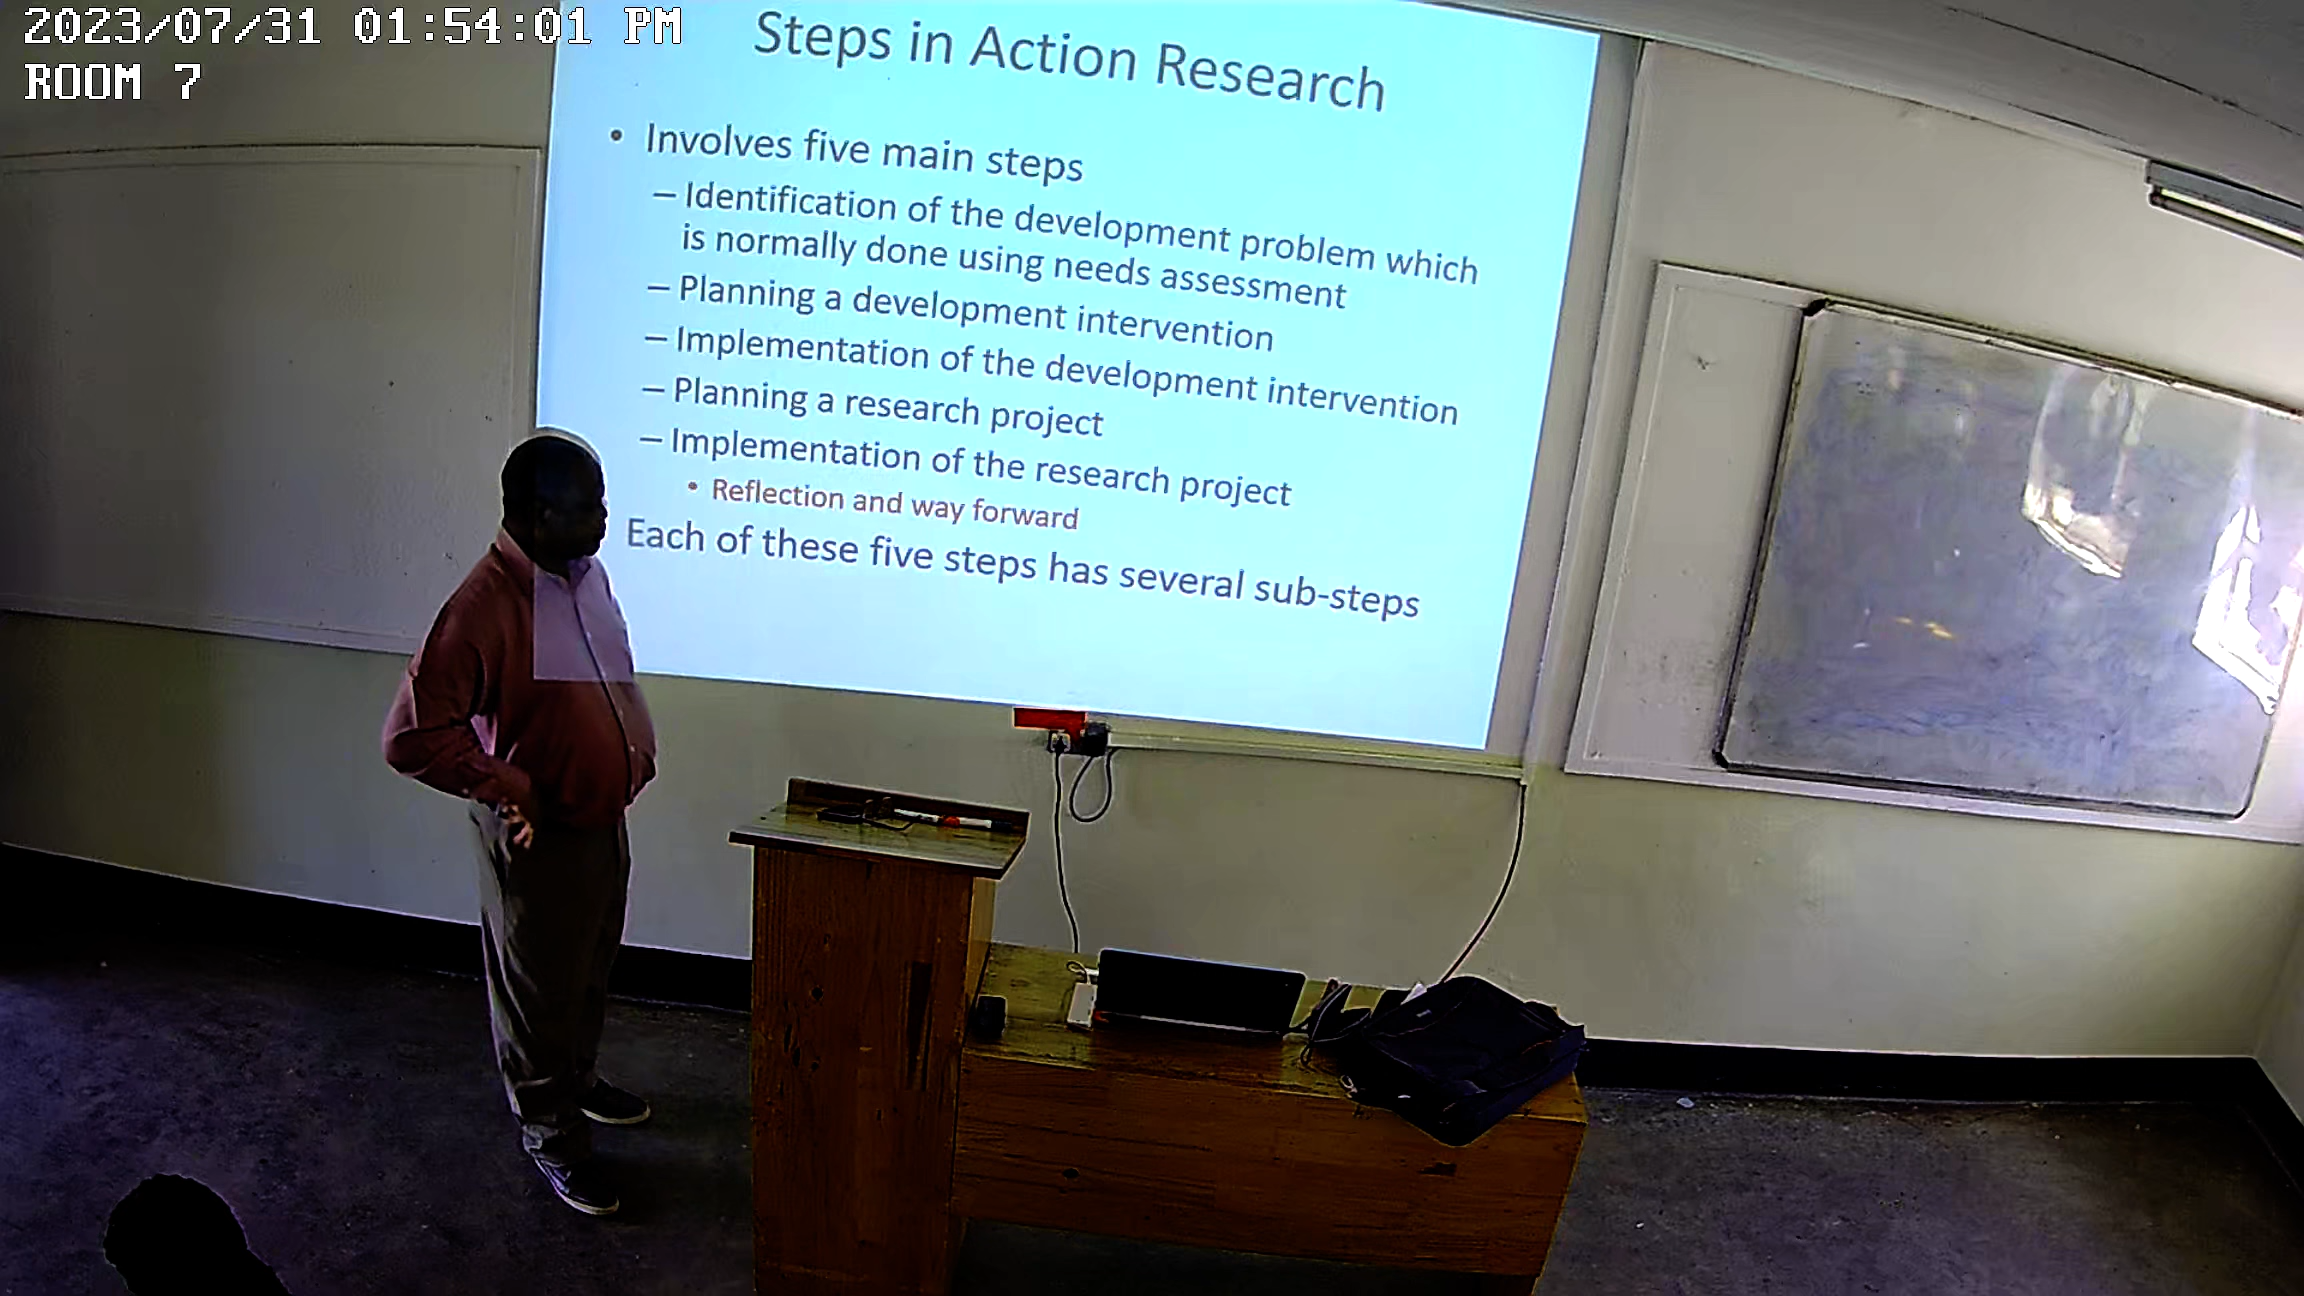 2023/07/31 01:54:01 PM
ROOM 7
Steps in Action Research
• Involves five main steps
– Identification of the development problem which
is normally done using needs assessment
– Planning a development intervention
– Implementation of the development intervention
– Planning a research project
– Implementation of the research project
• Reflection and way forward
Each of these five steps has several sub-steps